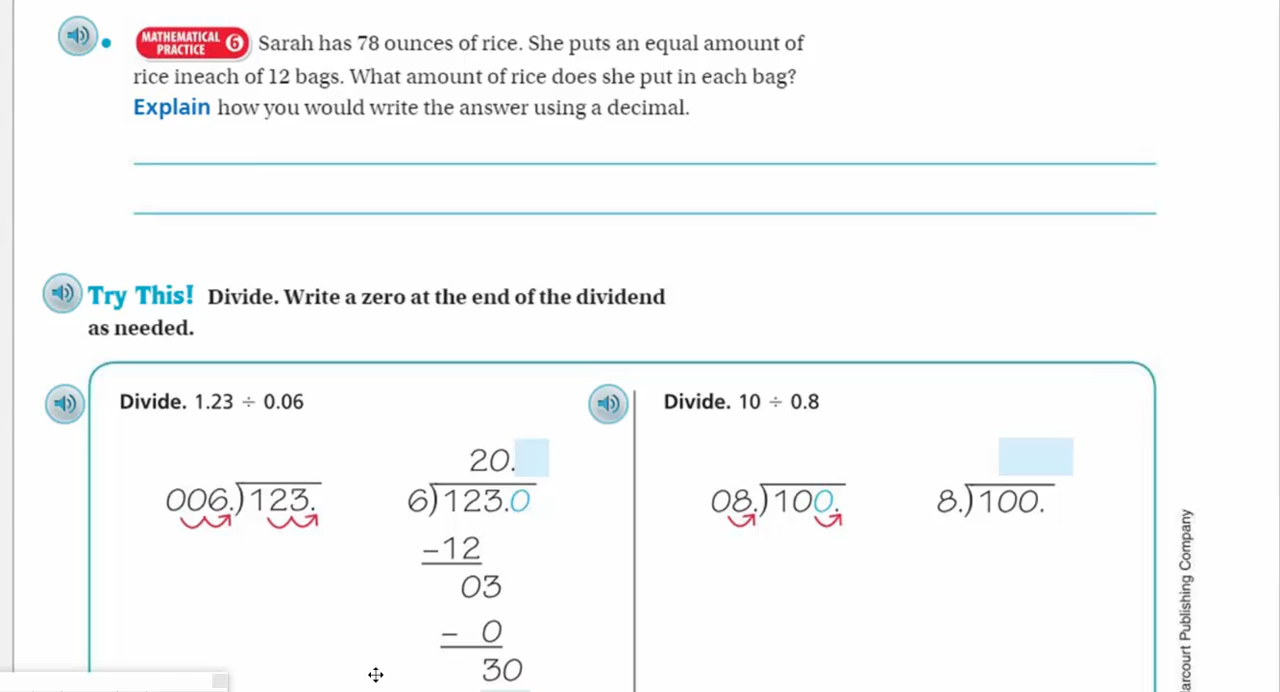 MATHEMATICAL PRACTICE 6 Sarah has 78 ounces of rice. She puts an equal amount of
rice ineach of 12 bags. What amount of rice does she put in each bag?
Explain how you would write the answer using a decimal.
Try This! Divide. Write a zero at the end of the dividend
as needed.
Divide. 1.23 ÷ 0.06
20.
006.)123.
6)123.0
−12
03
− 0
30
Divide. 10 ÷ 0.8
08.)100.
8.)100.
arcourt Publishing Company